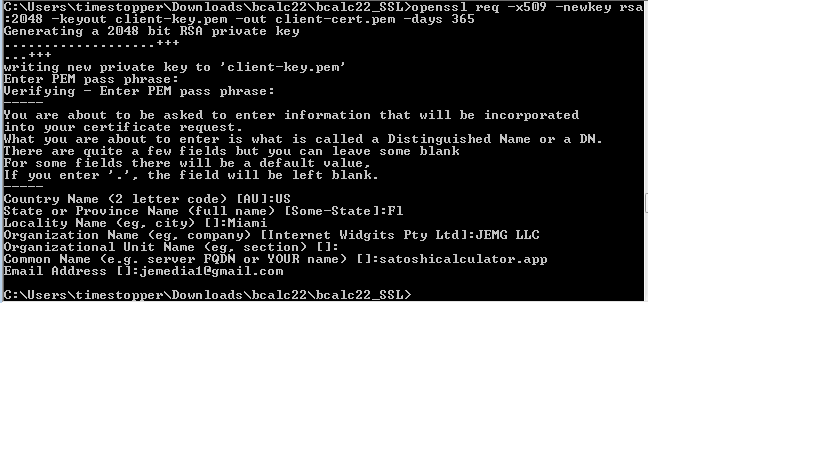 C:\Users\timestopper\Downloads\bcalc22\bcalc22_SSL>openssl req -x509 -newkey rsa
:2048 -keyout client-key.pem -out client-cert.pem -days 365
Generating a 2048 bit RSA private key
...................+++
...+++
writing new private key to 'client-key.pem'
Enter PEM pass phrase:
Verifying - Enter PEM pass phrase:
-----
You are about to be asked to enter information that will be incorporated
into your certificate request.
What you are about to enter is what is called a Distinguished Name or a DN.
There are quite a few fields but you can leave some blank
For some fields there will be a default value,
If you enter '.', the field will be left blank.
-----
Country Name (2 letter code) [AU]:US
State or Province Name (full name) [Some-State]:Fl
Locality Name (eg, city) []:Miami
Organization Name (eg, company) [Internet Widgits Pty Ltd]:JEMG LLC
Organizational Unit Name (eg, section) []:
Common Name (e.g. server FQDN or YOUR name) []:satoshicalculator.app
Email Address []:jemedia1@gmail.com
C:\Users\timestopper\Downloads\bcalc22\bcalc22_SSL>